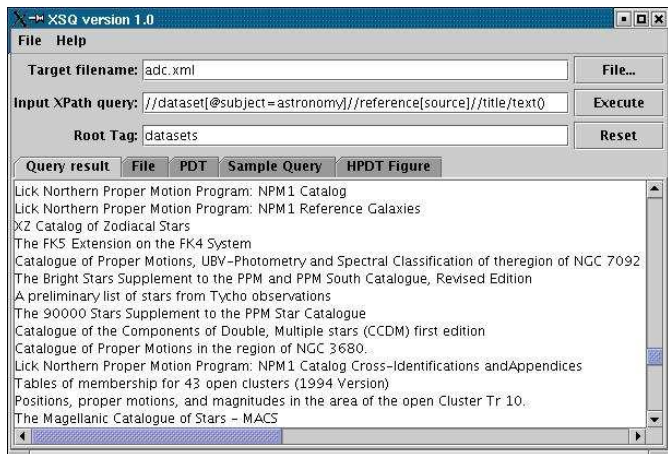 XSQ version 1.0
File Help
Target filename: adc.xml File...
Input XPath query: //dataset[@subject=astronomy]//reference[source]//title/text() Execute
Root Tag: datasets Reset
Query result File PDT Sample Query HPDT Figure
Lick Northern Proper Motion Program: NPM1 Catalog
Lick Northern Proper Motion Program: NPM1 Reference Galaxies
XZ Catalog of Zodiacal Stars
The FK5 Extension on the FK4 System
Catalogue of Proper Motions, UBV-Photometry and Spectral Classification of theregion of NGC 7092
The Bright Stars Supplement to the PPM and PPM South Catalogue, Revised Edition
A preliminary list of stars from Tycho observations
The 90000 Stars Supplement to the PPM Star Catalogue
Catalogue of the Components of Double, Multiple stars (CCDM) first edition
Catalogue of Proper Motions in the region of NGC 3680.
Lick Northern Proper Motion Program: NPM1 Catalog Cross-Identifications andAppendices
Tables of membership for 43 open clusters (1994 Version)
Positions, proper motions, and magnitudes in the area of the open Cluster Tr 10.
The Magellanic Catalogue of Stars - MACS